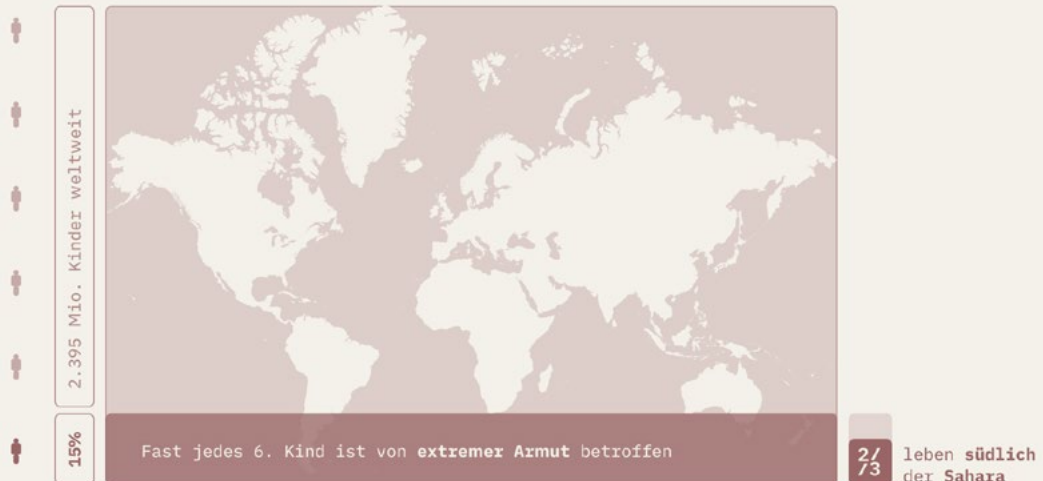 2.395 Mio. Kinder weltweit
15%
Fast jedes 6. Kind ist von extremer Armut betroffen
2/
/3
leben südlich
der Sahara